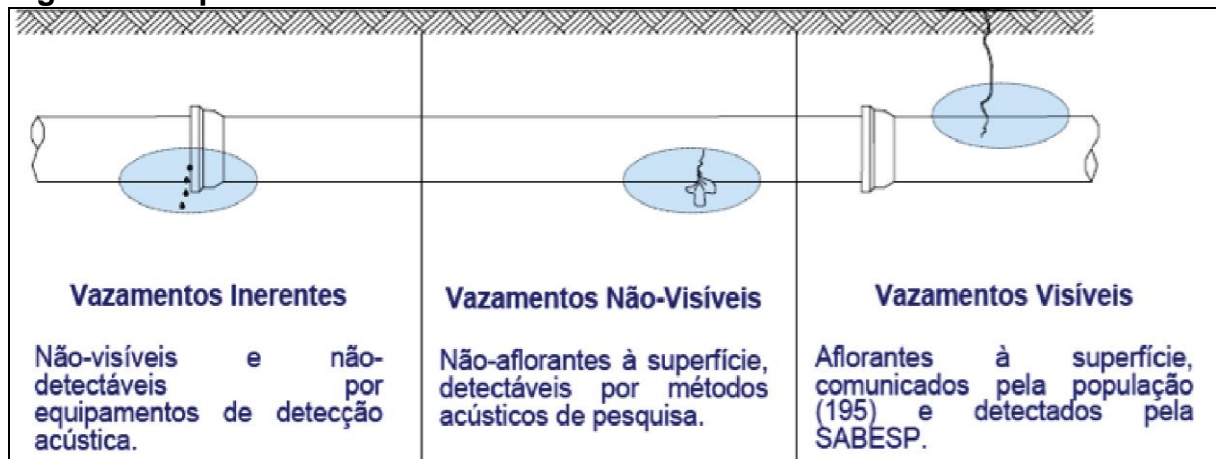 Vazamentos Inerentes
Não-visíveis e não-
detectáveis por
equipamentos de detecção
acústica.
Vazamentos Não-Visíveis
Não-aflorantes à superfície,
detectáveis por métodos
acústicos de pesquisa.
Vazamentos Visíveis
Aflorantes à superfície,
comunicados pela população
(195) e detectados pela
SABESP.